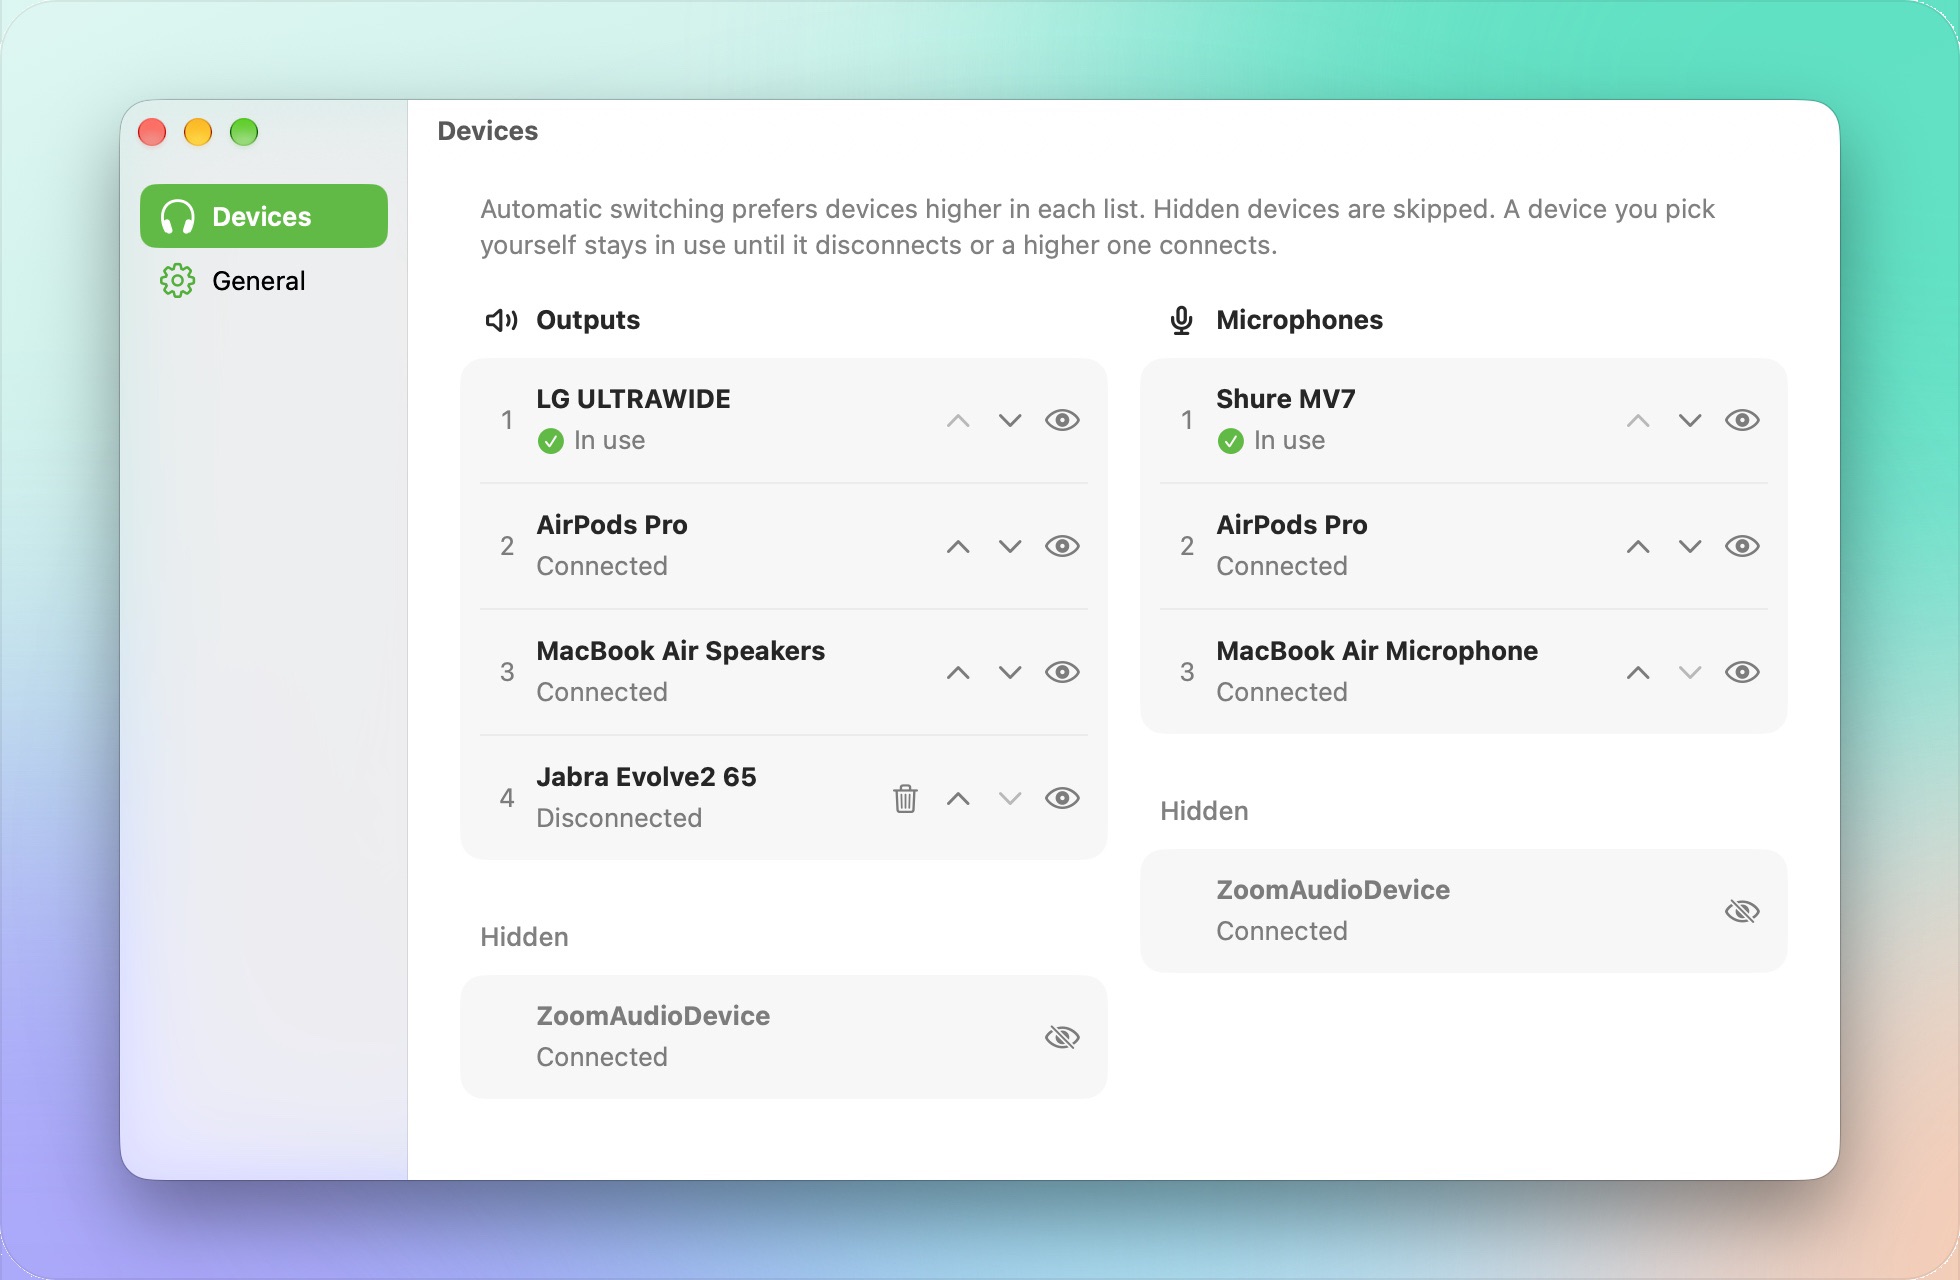 Devices
Devices
General
Automatic switching prefers devices higher in each list. Hidden devices are skipped. A device you pick
yourself stays in use until it disconnects or a higher one connects.
Outputs
1
LG ULTRAWIDE
In use
2
AirPods Pro
Connected
3
MacBook Air Speakers
Connected
4
Jabra Evolve2 65
Disconnected
Hidden
ZoomAudioDevice
Connected
Microphones
1
Shure MV7
In use
2
AirPods Pro
Connected
3
MacBook Air Microphone
Connected
Hidden
ZoomAudioDevice
Connected